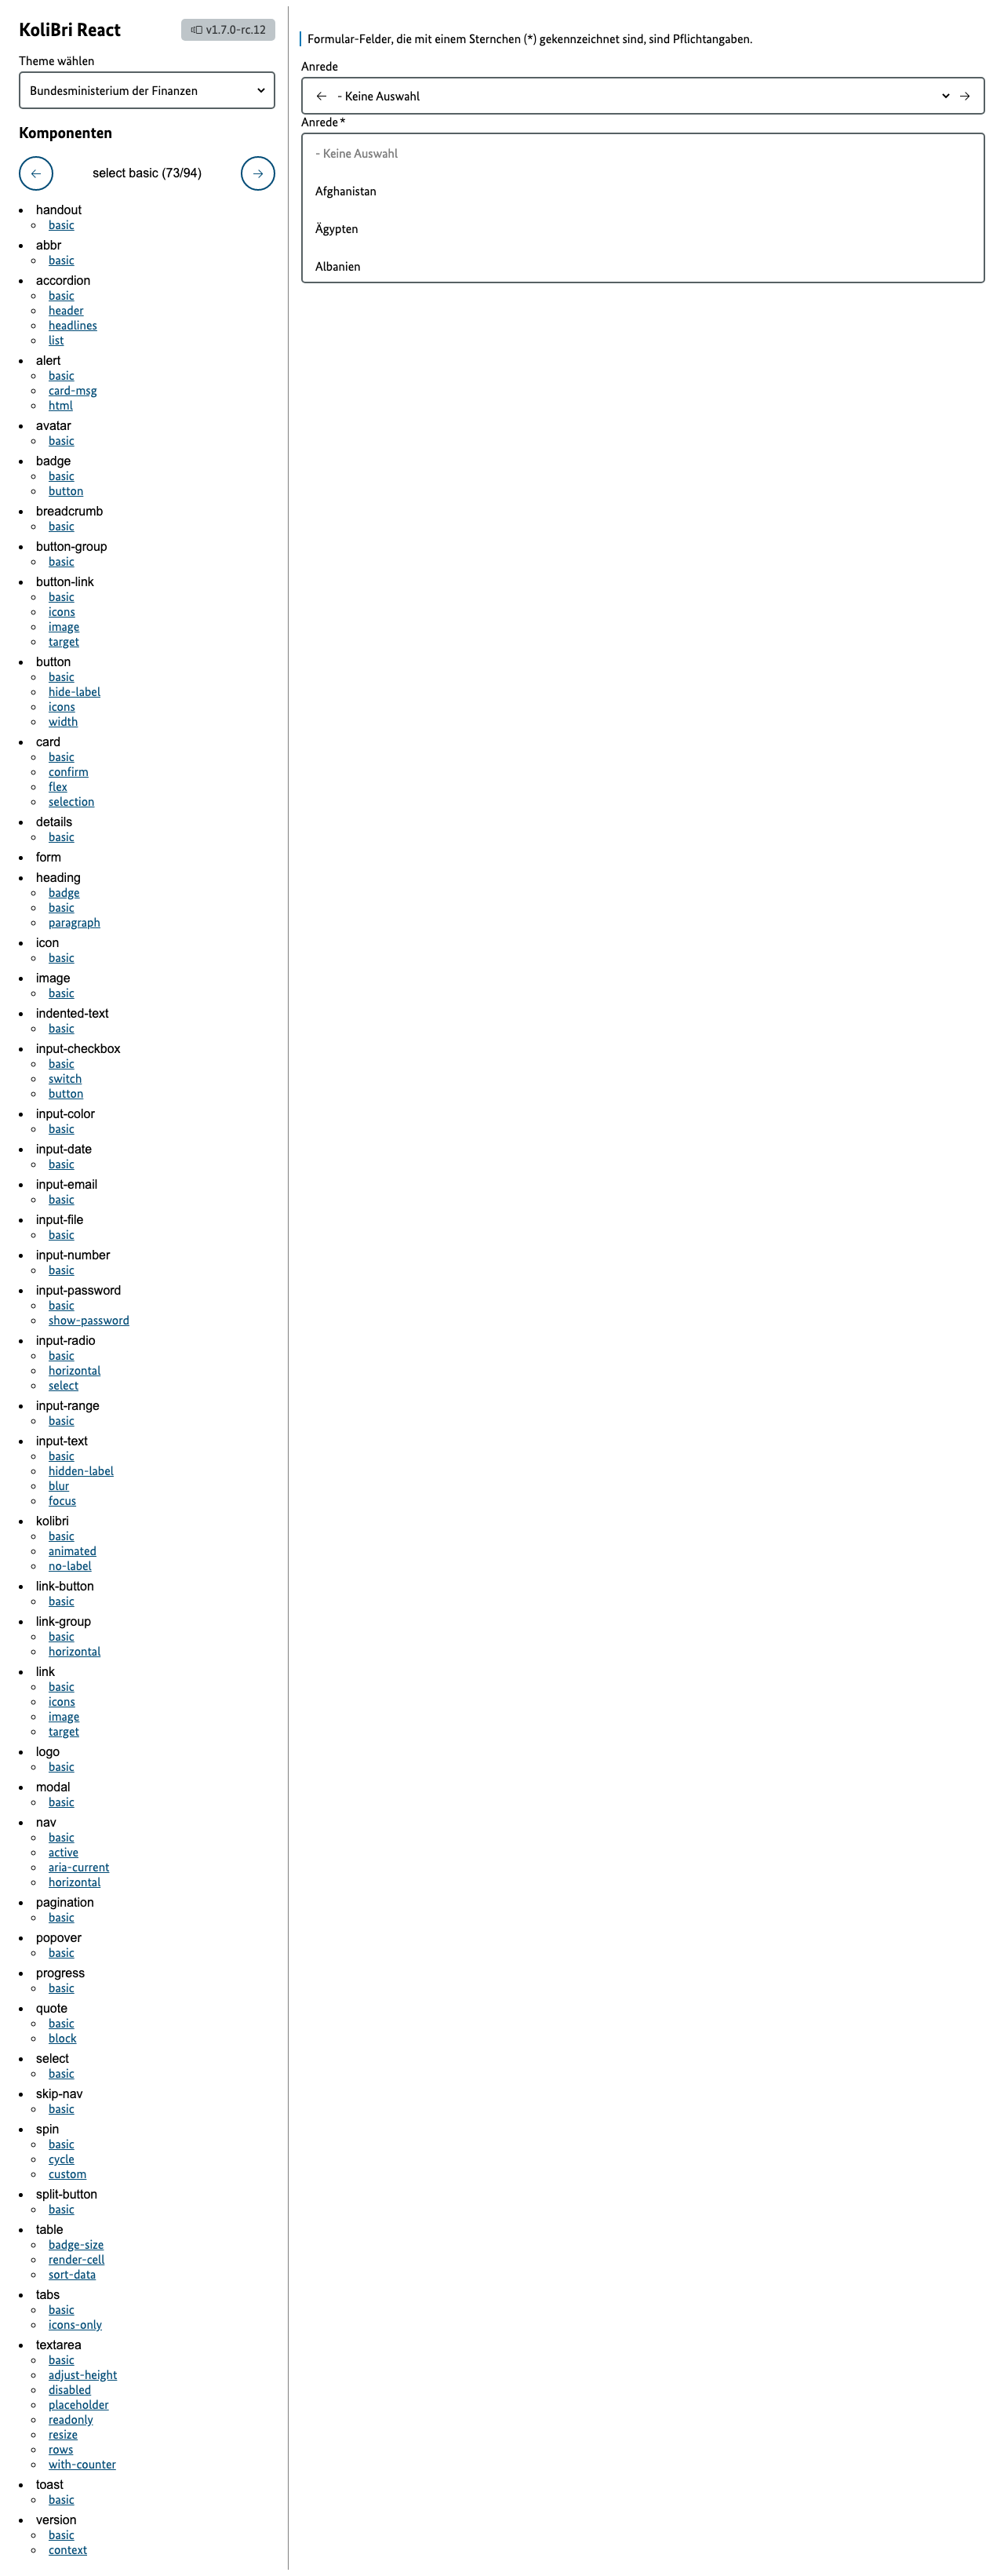 KoliBri React
v1.7.0-rc.12
Theme wählen
Bundesministerium der Finanzen
Komponenten
select basic (73/94)
handout
basic
abbr
basic
accordion
basic
header
headlines
list
alert
basic
card-msg
html
avatar
basic
badge
basic
button
breadcrumb
basic
button-group
basic
button-link
basic
icons
image
target
button
basic
hide-label
icons
width
card
basic
confirm
flex
selection
details
basic
form
heading
badge
basic
paragraph
icon
basic
image
basic
indented-text
basic
input-checkbox
basic
switch
button
input-color
basic
input-date
basic
input-email
basic
input-file
basic
input-number
basic
input-password
basic
show-password
input-radio
basic
horizontal
select
input-range
basic
input-text
basic
hidden-label
blur
focus
kolibri
basic
animated
no-label
link-button
basic
link-group
basic
horizontal
link
basic
icons
image
target
logo
basic
modal
basic
nav
basic
active
aria-current
horizontal
pagination
basic
popover
basic
progress
basic
quote
basic
block
select
basic
skip-nav
basic
spin
basic
cycle
custom
split-button
basic
table
badge-size
render-cell
sort-data
tabs
basic
icons-only
textarea
basic
adjust-height
disabled
placeholder
readonly
resize
rows
with-counter
toast
basic
version
basic
context
Formular-Felder, die mit einem Sternchen (*) gekennzeichnet sind, sind Pflichtangaben.
Anrede
- Keine Auswahl
Anrede *
- Keine Auswahl
Afghanistan
Ägypten
Albanien